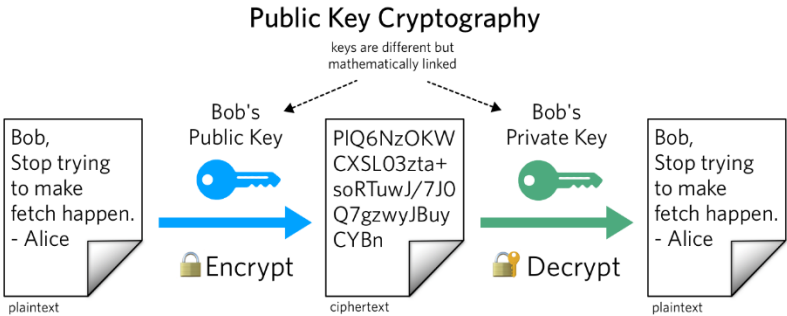 Public Key Cryptography
keys are different but
mathematically linked
Bob,
Stop trying
to make
fetch happen.
- Alice
plaintext
Bob's
Public Key
Encrypt
PlQ6NzOKW
CXSL03zta+
soRTuwJ/7J0
Q7gzwyJBuy
CYBn
ciphertext
Bob's
Private Key
Decrypt
Bob,
Stop trying
to make
fetch happen.
- Alice
plaintext